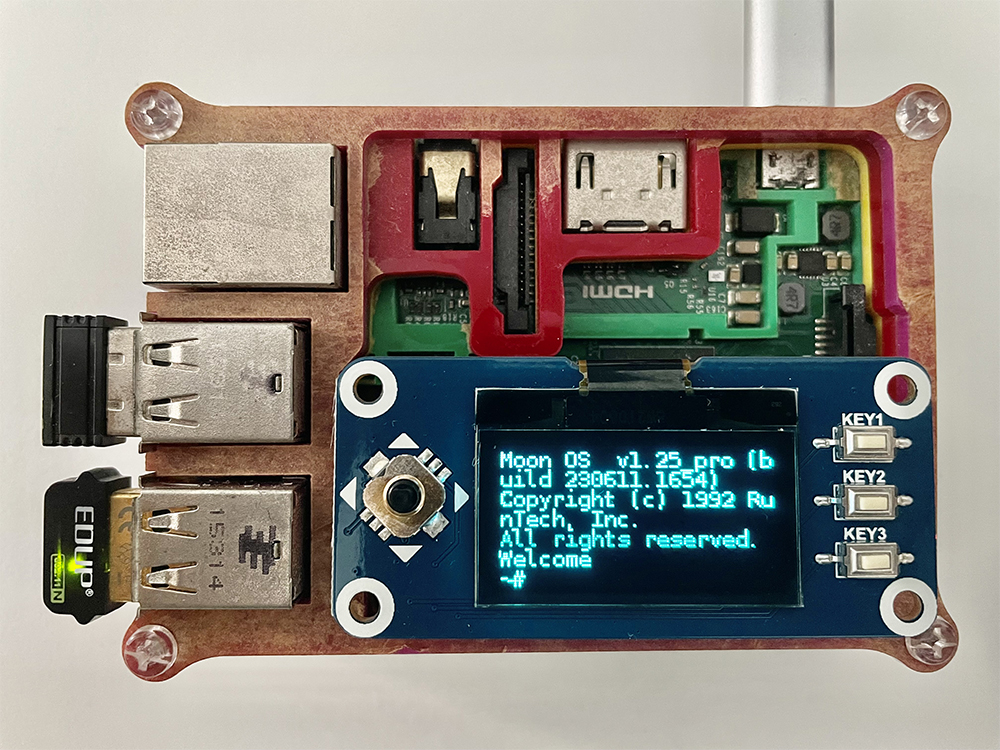 Moon OS  v1.25 pro (b
uild 230611.1654)
Copyright (c) 1992 Ru
nTech, Inc.
All rights reserved.
Welcome
~#
KEY1
KEY2
KEY3
HDMI
EDUP®
15314
4R7